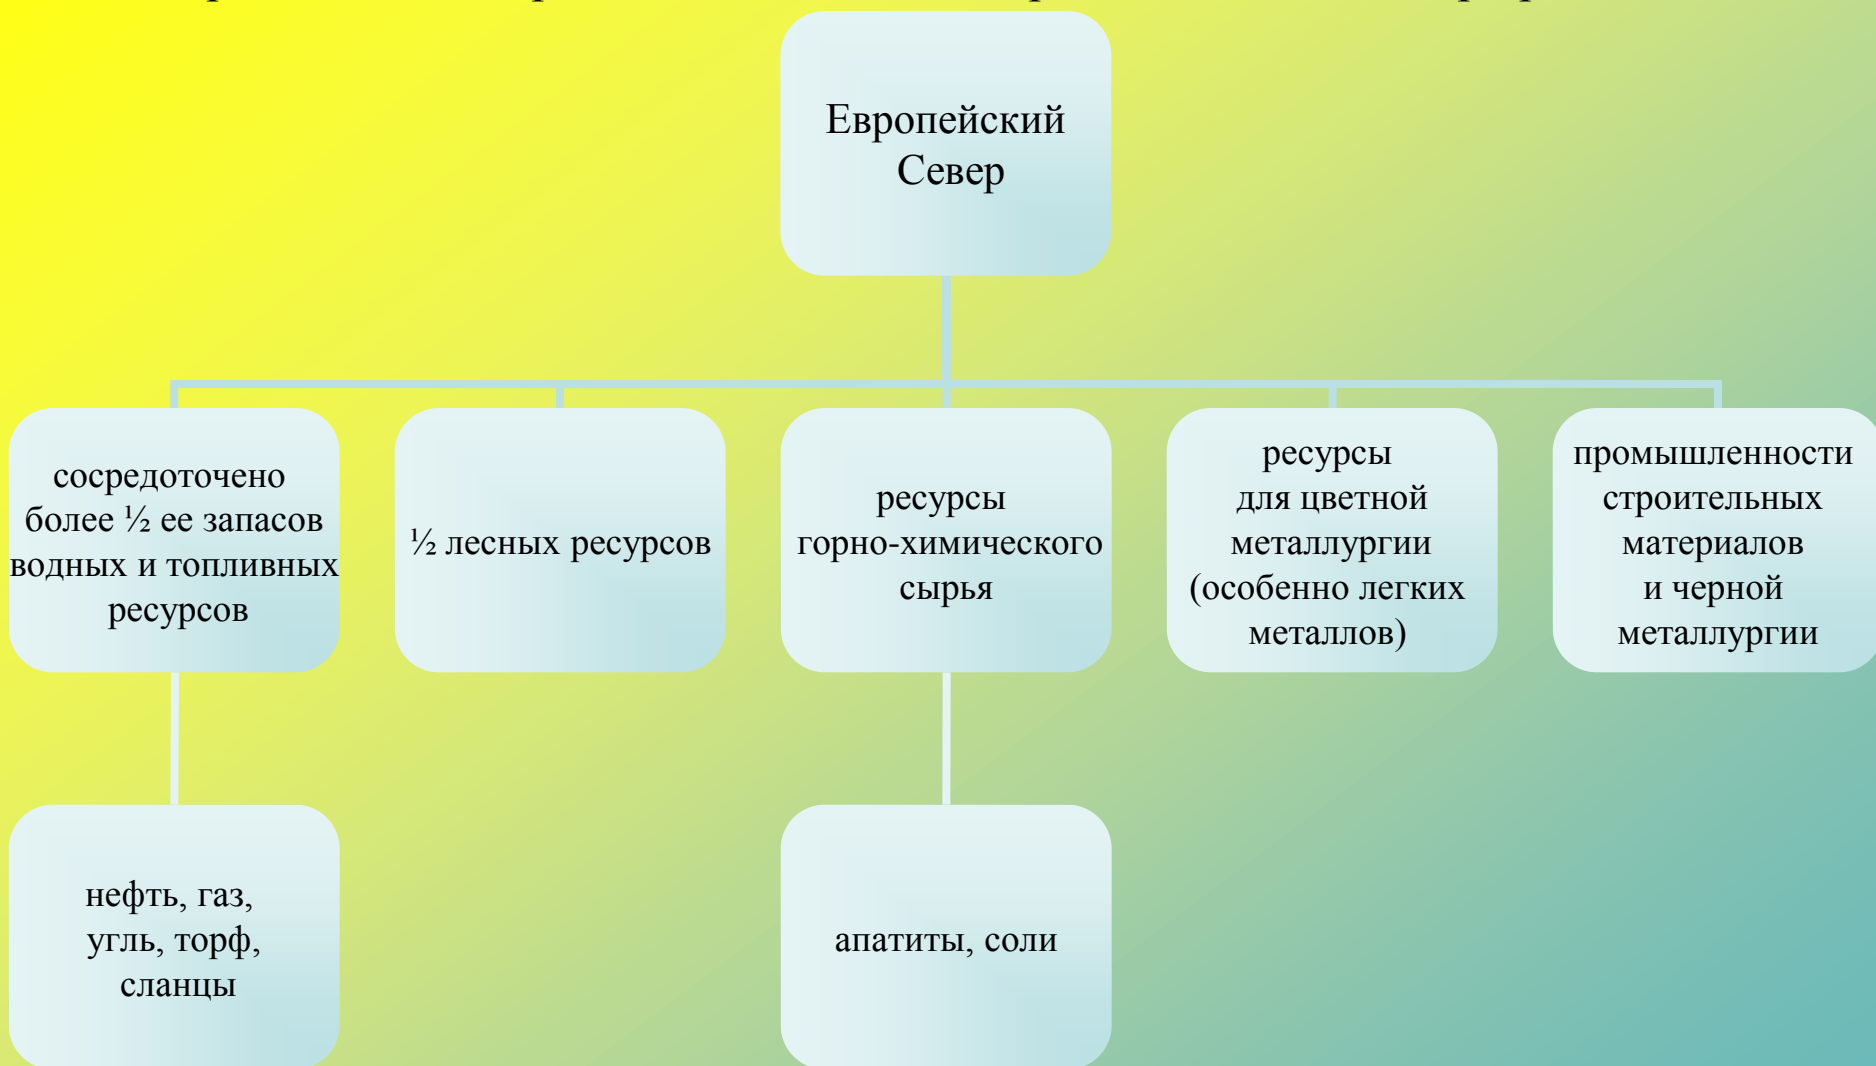 Европейский
Север
сосредоточено
более ½ ее запасов
водных и топливных
ресурсов
½ лесных ресурсов
ресурсы
горно-химического
сырья
ресурсы
для цветной
металлургии
(особенно легких
металлов)
промышленности
строительных
материалов
и черной
металлургии
нефть, газ,
угль, торф,
сланцы
апатиты, соли